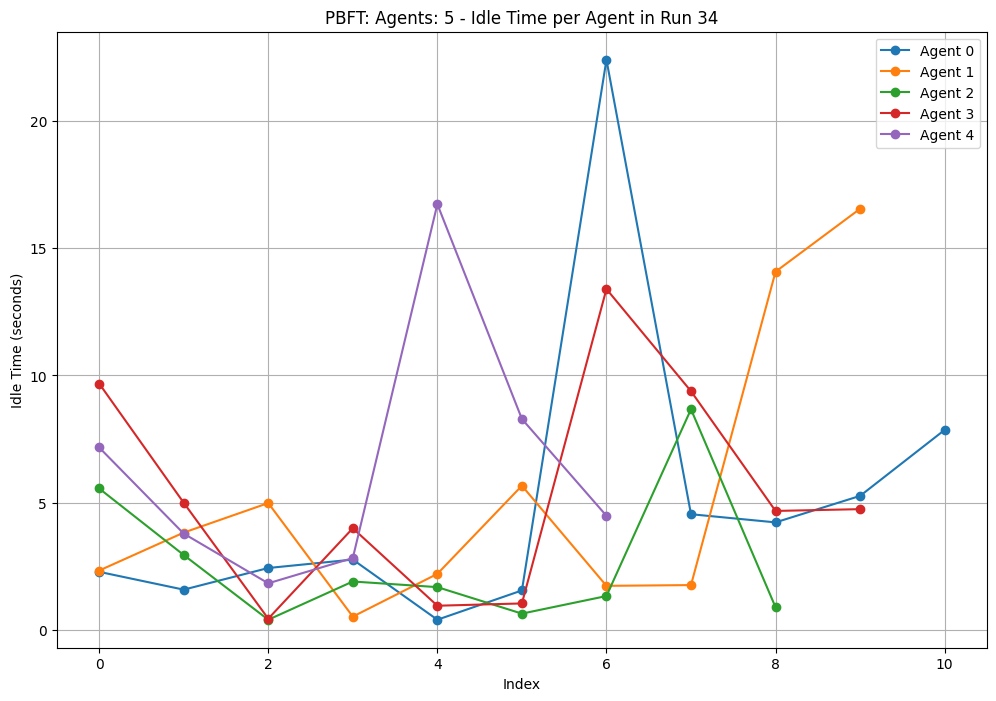 PBFT: Agents: 5 - Idle Time per Agent in Run 34
Agent 0
Agent 1
Agent 2
Agent 3
Agent 4
Idle Time (seconds)
20
15
10
5
0
0 2 4 6 8 10
Index